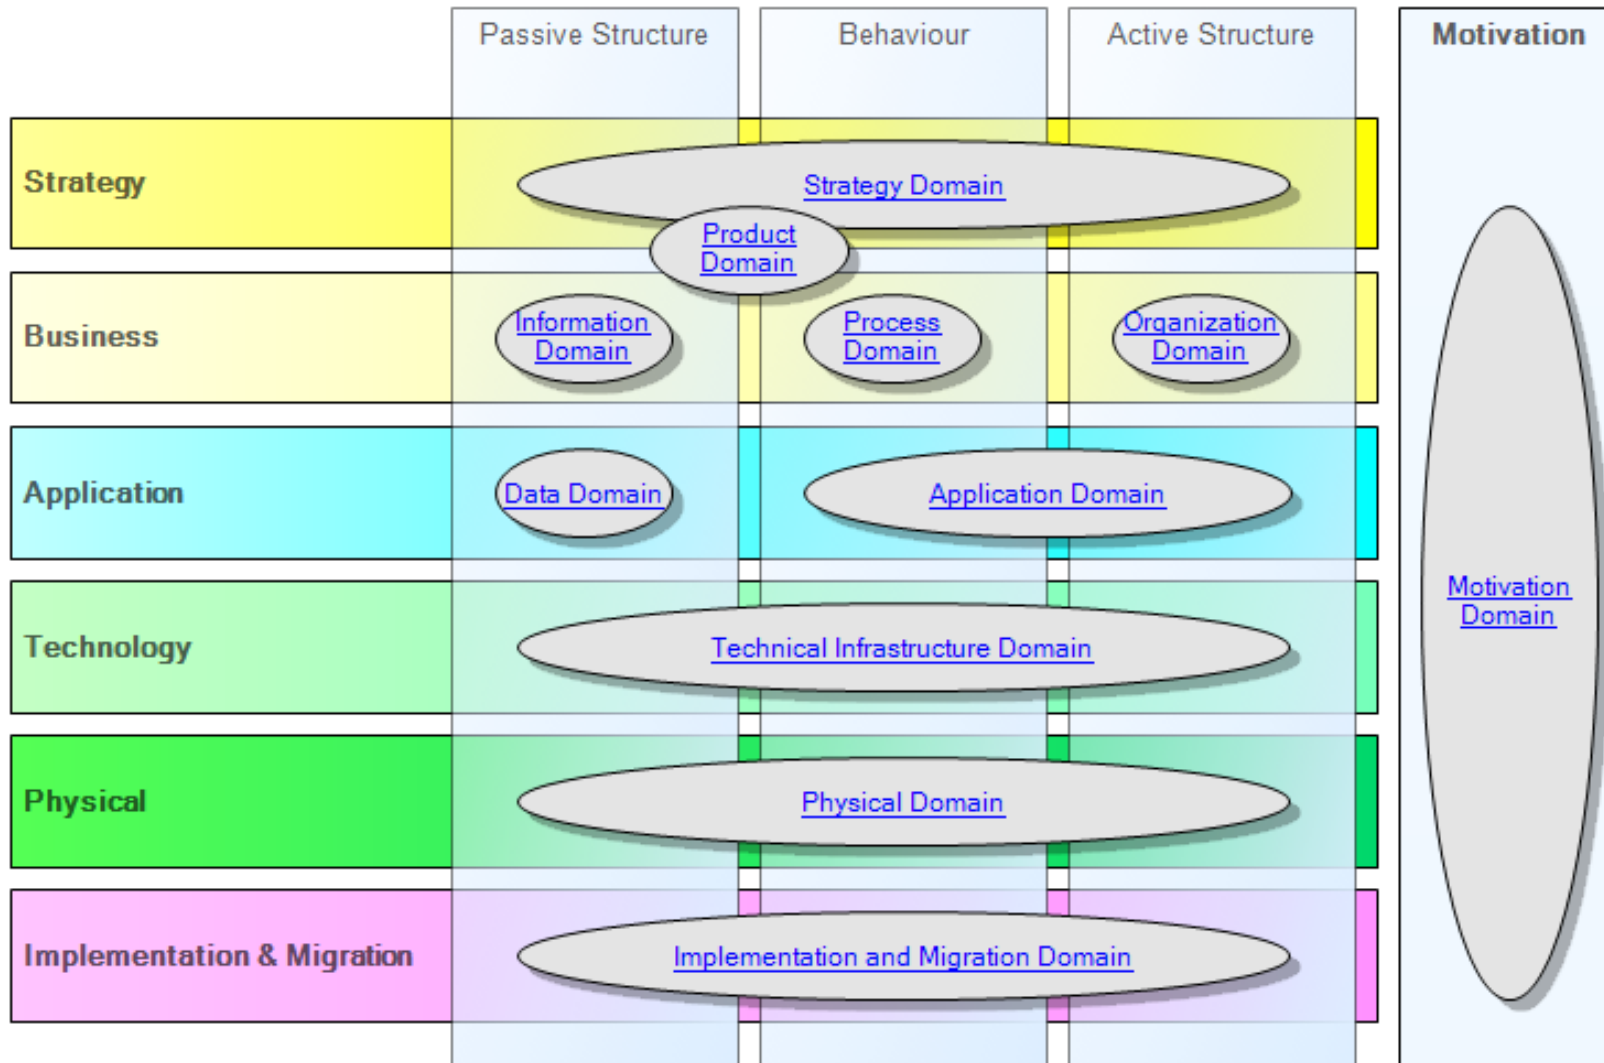 Passive Structure
Behaviour
Active Structure
Motivation
Strategy
Strategy Domain
Product
Domain
Business
Information
Domain
Process
Domain
Organization
Domain
Application
Data Domain
Application Domain
Motivation
Domain
Technology
Technical Infrastructure Domain
Physical
Physical Domain
Implementation & Migration
Implementation and Migration Domain